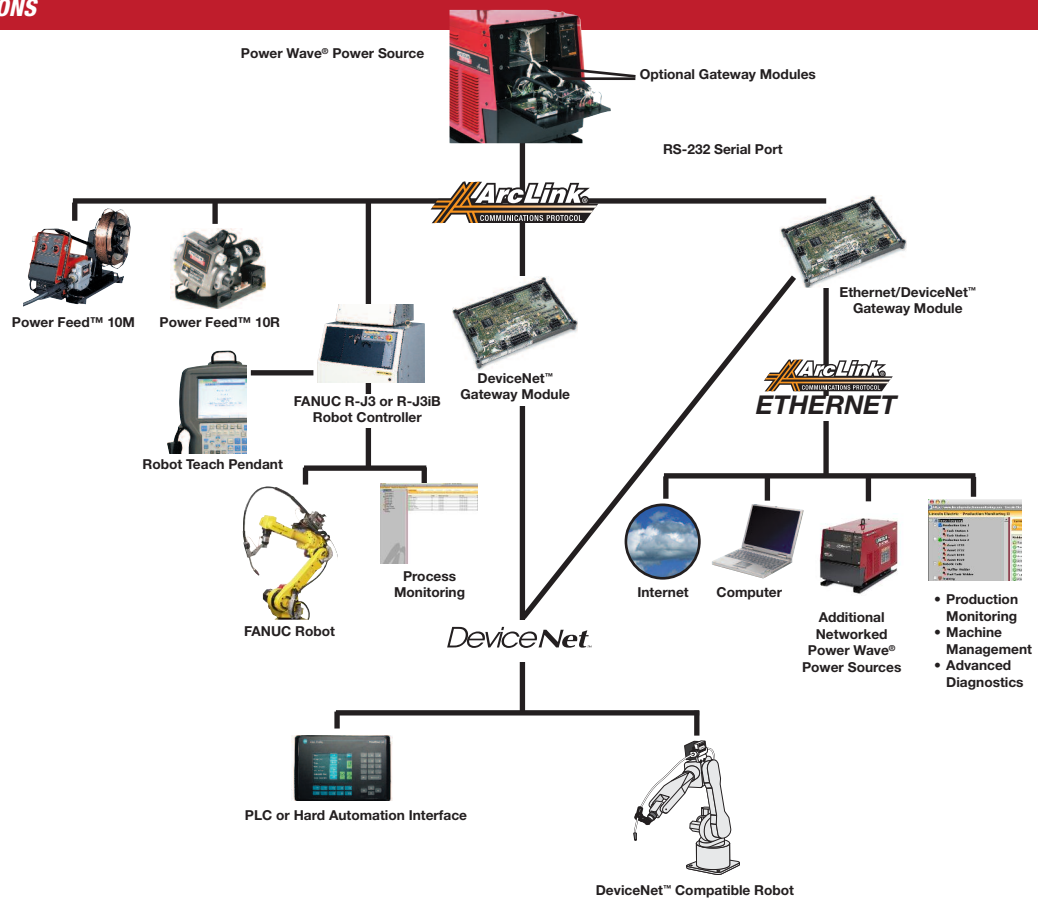 ONS
Power Wave® Power Source
Optional Gateway Modules
RS-232 Serial Port
ArcLink®
COMMUNICATIONS PROTOCOL
Power Feed™ 10M
Power Feed™ 10R
Ethernet/DeviceNet™
Gateway Module
FANUC R-J3 or R-J3iB
Robot Controller
DeviceNet™
Gateway Module
ArcLink®
COMMUNICATIONS PROTOCOL
ETHERNET
Robot Teach Pendant
Process
Monitoring
FANUC Robot
Internet
Computer
Additional
Networked
Power Wave®
Power Sources
• Production
Monitoring
• Machine
Management
• Advanced
Diagnostics
DeviceNet™
PLC or Hard Automation Interface
DeviceNet™ Compatible Robot